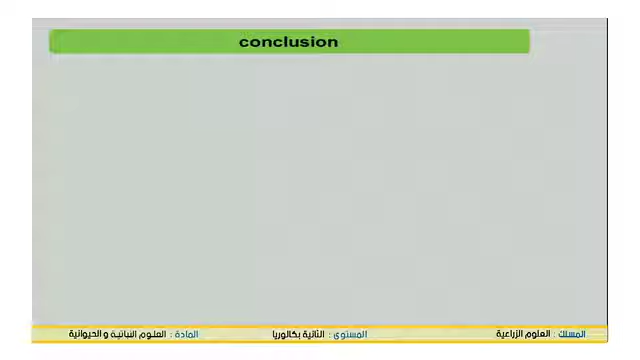 conclusion
المسلك : العلوم الزراعية
المستوى : الثانية بكالوريا
المادة : العلوم النباتية و الحيوانية